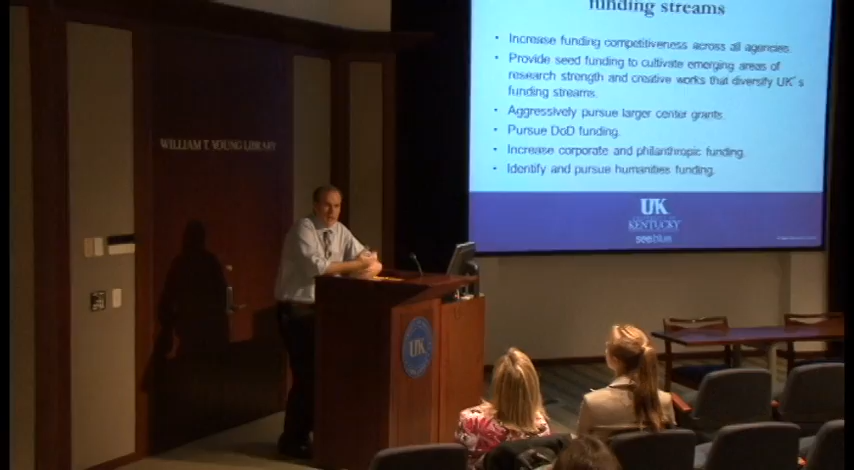 funding streams
• Increase funding competitiveness across all agencies.
• Provide seed funding to cultivate emerging areas of
research strength and creative works that diversify UK's
funding streams.
• Aggressively pursue larger center grants.
• Pursue DoD funding.
• Increase corporate and philanthropic funding.
• Identify and pursue humanities funding.
UK
KENTUCKY
seeblue
WILLIAM T. YOUNG LIBRARY
UK